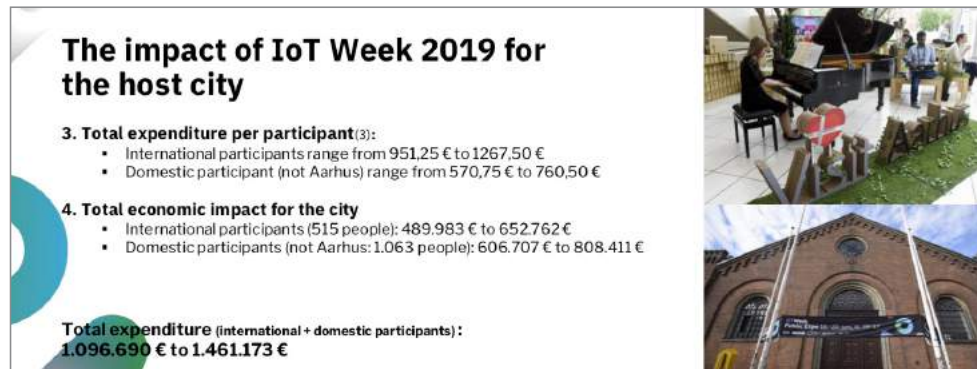 The impact of IoT Week 2019 for
the host city
3. Total expenditure per participant(3):
▪ International participants range from 951,25 € to 1267,50 €
▪ Domestic participant (not Aarhus) range from 570,75 € to 760,50 €
4. Total economic impact for the city
▪ International participants (515 people): 489.983 € to 652.762 €
▪ Domestic participants (not Aarhus: 1.063 people): 606.707 € to 808.411 €
Total expenditure (international + domestic participants) :
1.096.690 € to 1.461.173 €
Visit